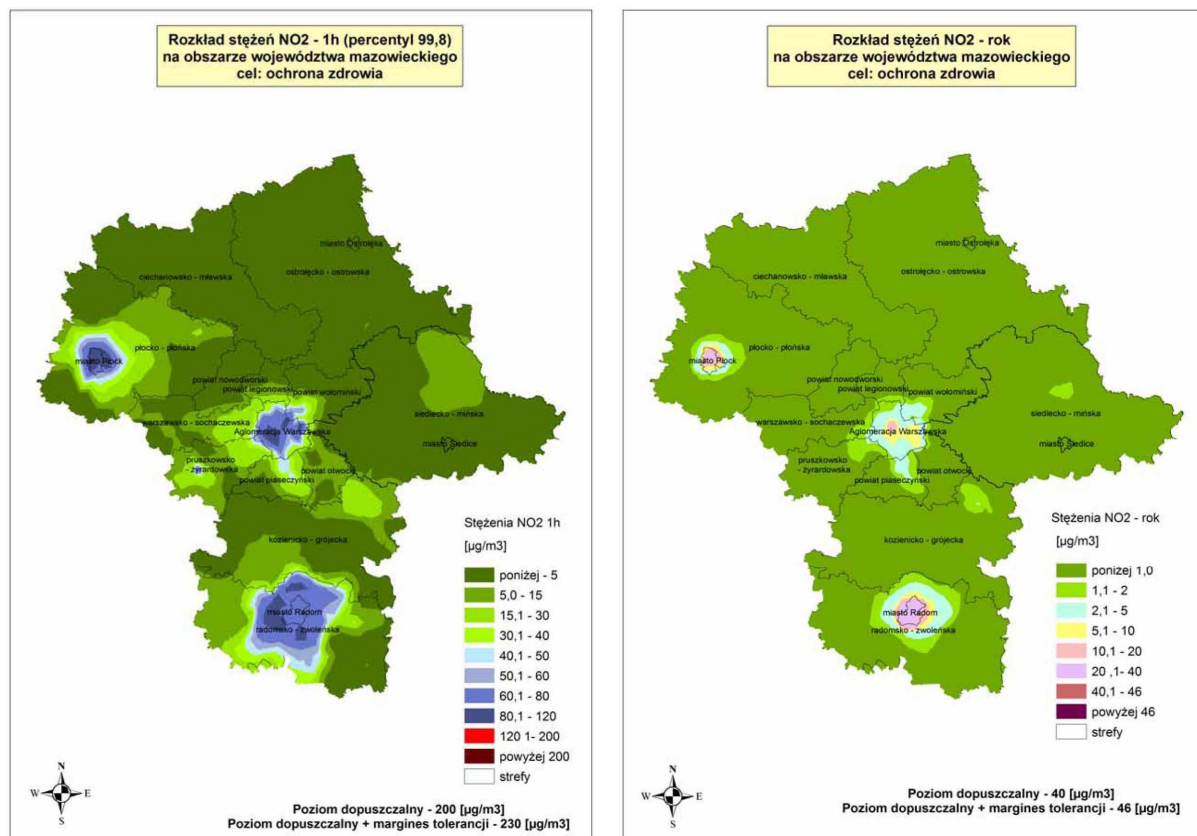 Rozkład stężeń NO2 - 1h (percentyl 99,8)
na obszarze województwa mazowieckiego
cel: ochrona zdrowia
miasto Ostrołęka
ciechanowsko - mławska
ostrołęcko - ostrowska
płocko - płońska
miasto Płock
powiat nowodworski
powiat legionowski
powiat wołomiński
siedlecko - mińska
warszawsko - sochaczewska
Aglomeracja Warszawska
miasto Siedlce
pruszkowsko
- żyrardowska
powiat otwocki
powiat piaseczyński
kozienicko - grójecka
miasto Radom
radomsko - zwoleńska
Stężenia NO2 1h
[µg/m3]
poniżej - 5
5,0 - 15
15,1 - 30
30,1 - 40
40,1 - 50
50,1 - 60
60,1 - 80
80,1 - 120
120 1- 200
powyżej 200
strefy
N
W
E
S
Poziom dopuszczalny - 200 [µg/m3]
Poziom dopuszczalny + margines tolerancji - 230 [µg/m3]
Rozkład stężeń NO2 - rok
na obszarze województwa mazowieckiego
cel: ochrona zdrowia
miasto Ostrołęka
ciechanowsko - mławska
ostrołęcko - ostrowska
płocko - płońska
miasto Płock
powiat nowodworski
powiat legionowski
powiat wołomiński
siedlecko - mińska
warszawsko - sochaczewska
Aglomeracja Warszawska
miasto Siedlce
pruszkowsko
- żyrardowska
powiat otwocki
powiat piaseczyński
kozienicko - grójecka
miasto Radom
radomsko - zwoleńska
Stężenia NO2 - rok
[µg/m3]
poniżej 1,0
1,1 - 2
2,1 - 5
5,1 - 10
10,1 - 20
20 ,1- 40
40,1 - 46
powyżej 46
strefy
N
W
E
S
Poziom dopuszczalny - 40 [µg/m3]
Poziom dopuszczalny + margines tolerancji - 46 [µg/m3]